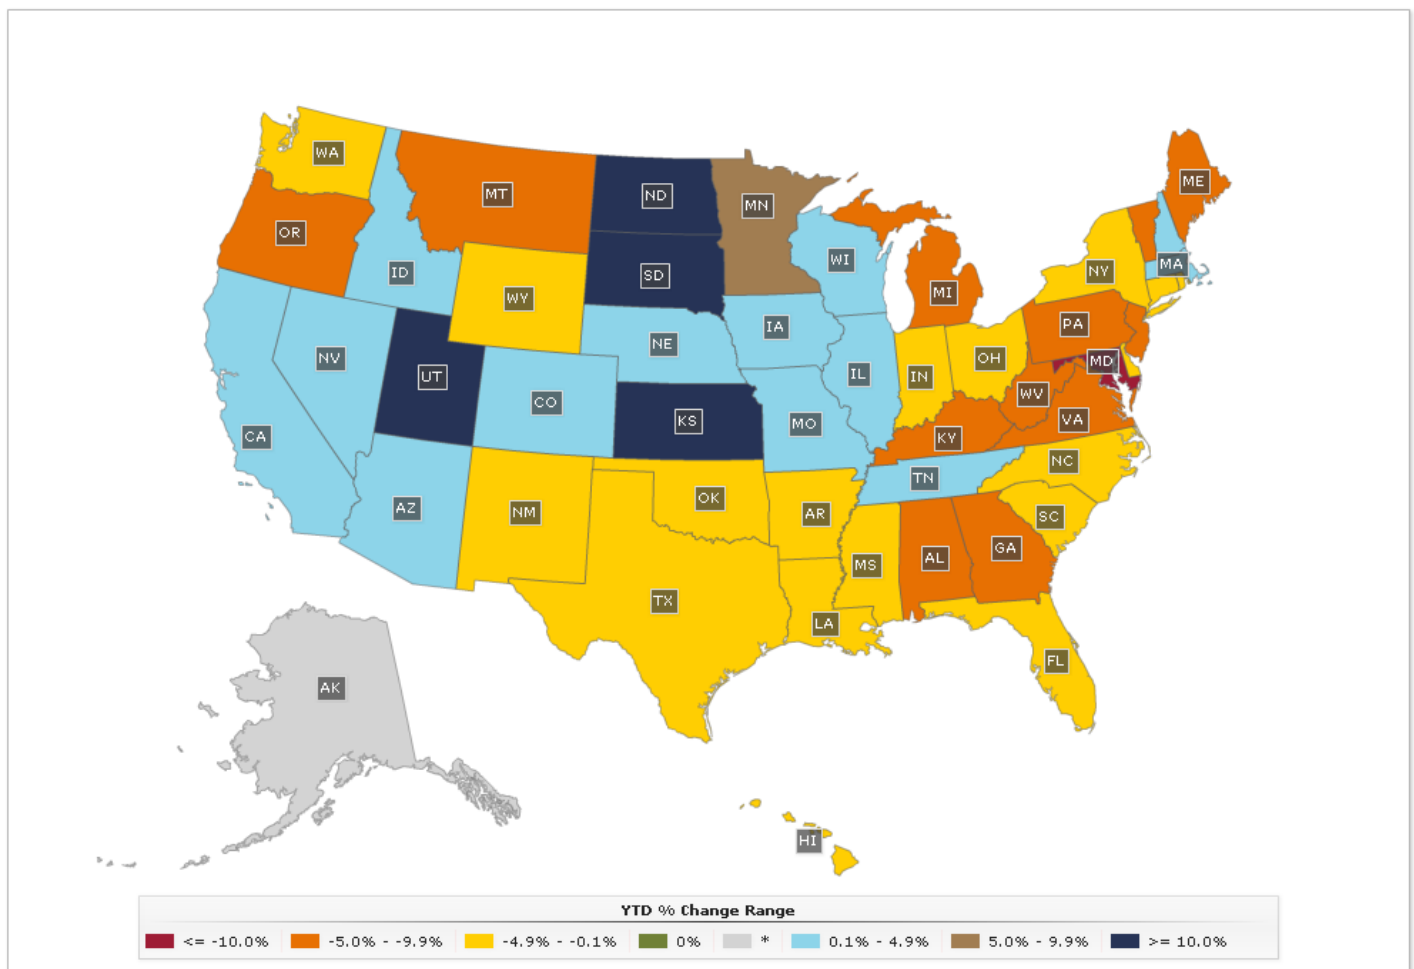 WA
MT
ND
MN
ME
OR
ID
SD
WI
MA
NY
WY
MI
IA
PA
NE
NV
UT
IL
IN
OH
MD
CO
WV
KS
MO
VA
CA
KY
NC
TN
AZ
OK
NM
AR
SC
GA
AL
MS
TX
LA
FL
AK
HI
YTD % Change Range
<= -10.0% -5.0% - -9.9% -4.9% - -0.1% 0% * 0.1% - 4.9% 5.0% - 9.9% >= 10.0%